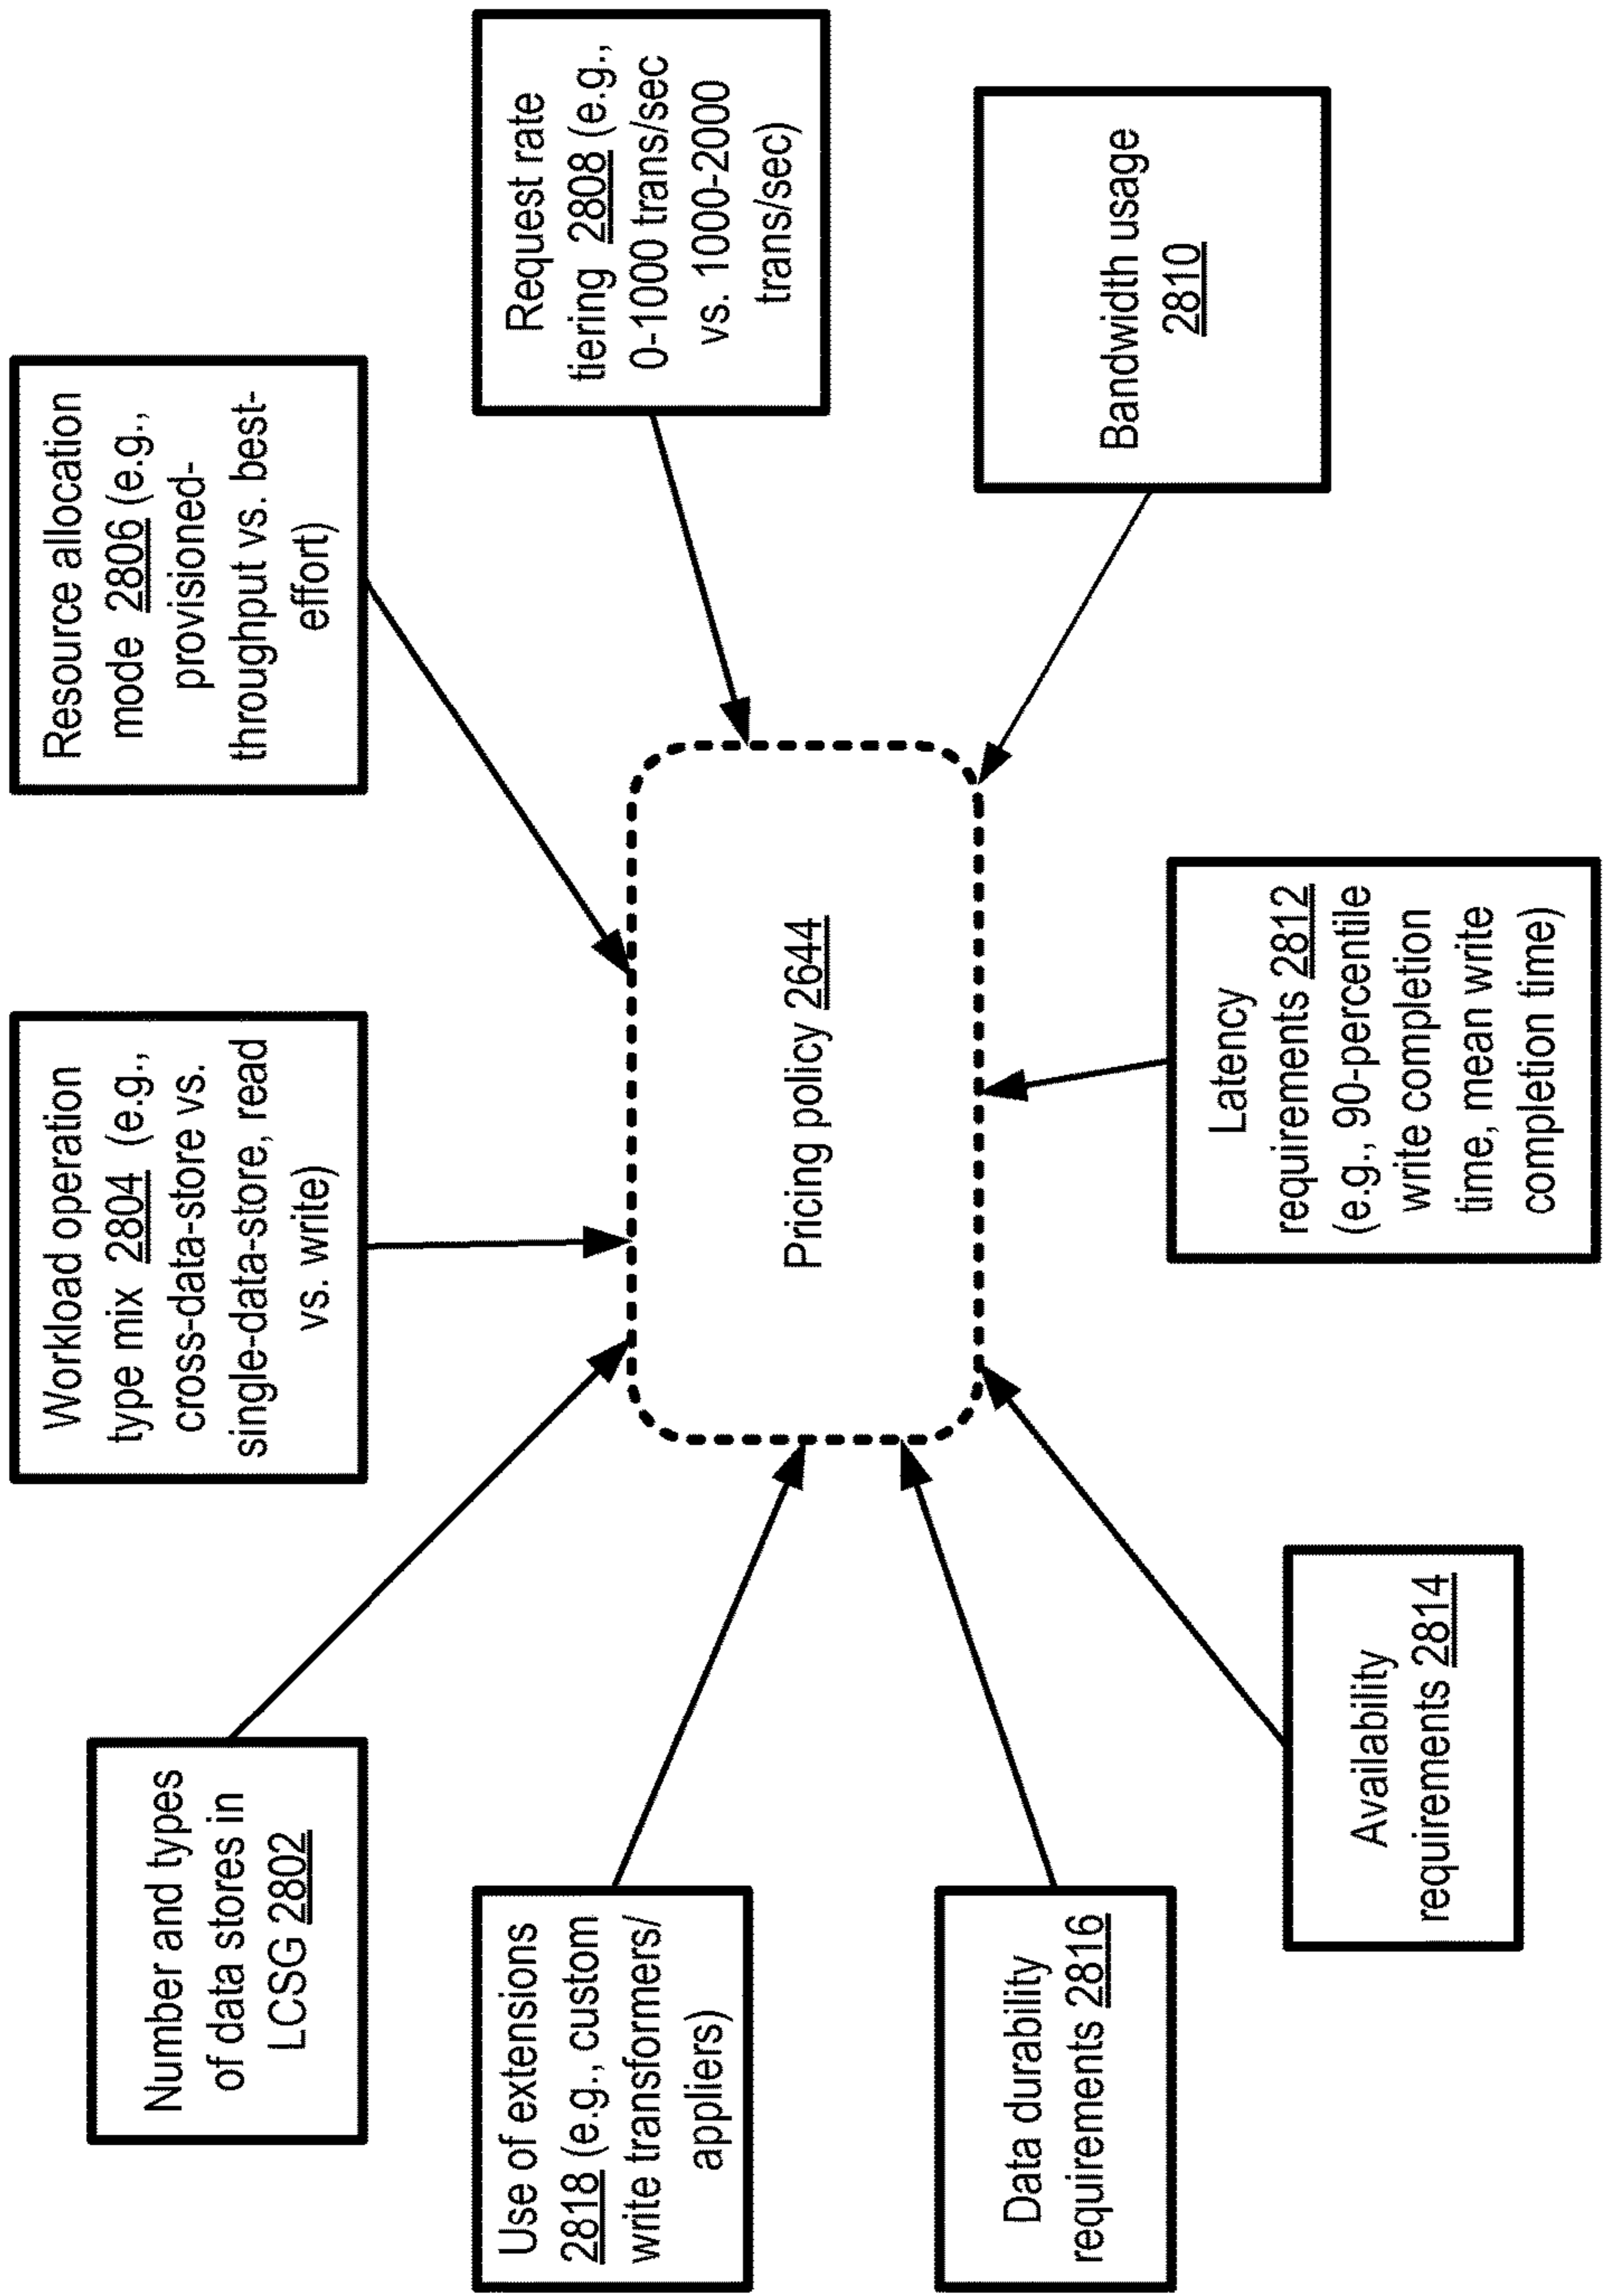 Number and types
of data stores in
LCSG 2802
Workload operation
type mix 2804 (e.g.,
cross-data-store vs.
single-data-store, read
vs. write)
Resource allocation
mode 2806 (e.g.,
provisioned-
throughput vs. best-
effort)
Request rate
tiering 2808 (e.g.,
0-1000 trans/sec
vs. 1000-2000
trans/sec)
Bandwidth usage
2810
Latency
requirements 2812
(e.g., 90-percentile
write completion
time, mean write
completion time)
Availability
requirements 2814
Data durability
requirements 2816
Use of extensions
2818 (e.g., custom
write transformers/
appliers)
Pricing policy 2644